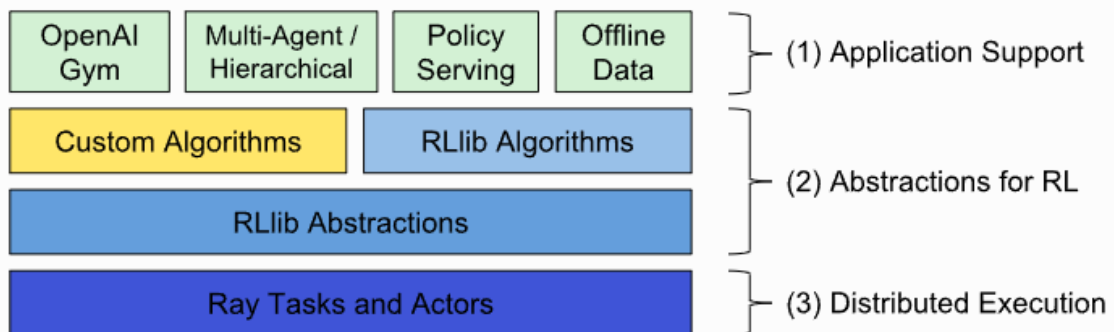 OpenAI
Gym
Multi-Agent /
Hierarchical
Policy
Serving
Offline
Data
(1) Application Support
Custom Algorithms
RLlib Algorithms
(2) Abstractions for RL
RLlib Abstractions
Ray Tasks and Actors
(3) Distributed Execution